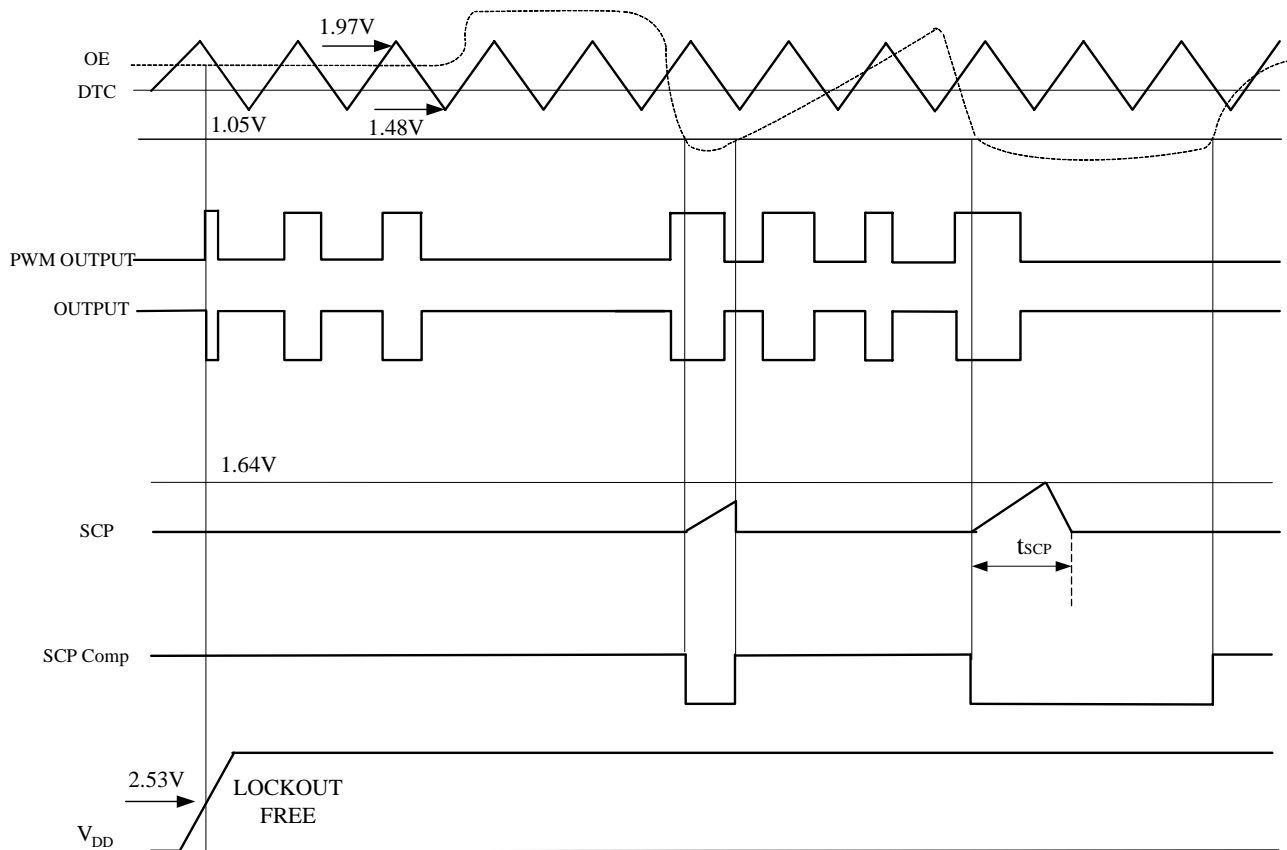 1.97V
OE
DTC
1.05V
1.48V
PWM OUTPUT
OUTPUT
1.64V
SCP
tSCP
SCP Comp
2.53V
LOCKOUT
FREE
VDD